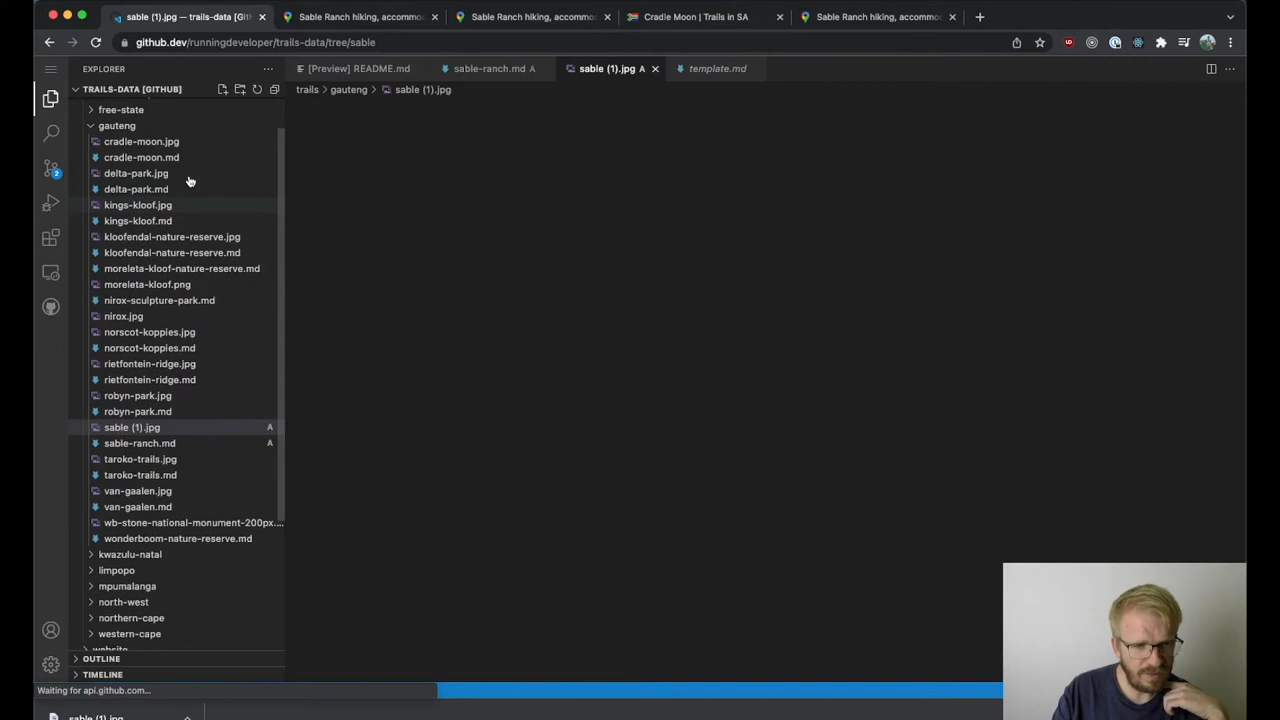 sable (1).jpg — trails-data [Gitl
Sable Ranch hiking, accommo
Sable Ranch hiking, accommo
Cradle Moon | Trails in SA
Sable Ranch hiking, accommo
github.dev/runningdeveloper/trails-data/tree/sable
EXPLORER
[Preview] README.md
sable-ranch.md A
sable (1).jpg A
template.md
TRAILS-DATA [GITHUB]
trails > gauteng > sable (1).jpg
free-state
gauteng
cradle-moon.jpg
cradle-moon.md
delta-park.jpg
delta-park.md
kings-kloof.jpg
kings-kloof.md
kloofendal-nature-reserve.jpg
kloofendal-nature-reserve.md
moreleta-kloof-nature-reserve.md
moreleta-kloof.png
nirox-sculpture-park.md
nirox.jpg
norscot-koppies.jpg
norscot-koppies.md
rietfontein-ridge.jpg
rietfontein-ridge.md
robyn-park.jpg
robyn-park.md
sable (1).jpg A
sable-ranch.md A
taroko-trails.jpg
taroko-trails.md
van-gaalen.jpg
van-gaalen.md
wb-stone-national-monument-200px....
wonderboom-nature-reserve.md
kwazulu-natal
limpopo
mpumalanga
north-west
northern-cape
western-cape
website
OUTLINE
TIMELINE
Waiting for api.github.com...
sable (1).jpg
2